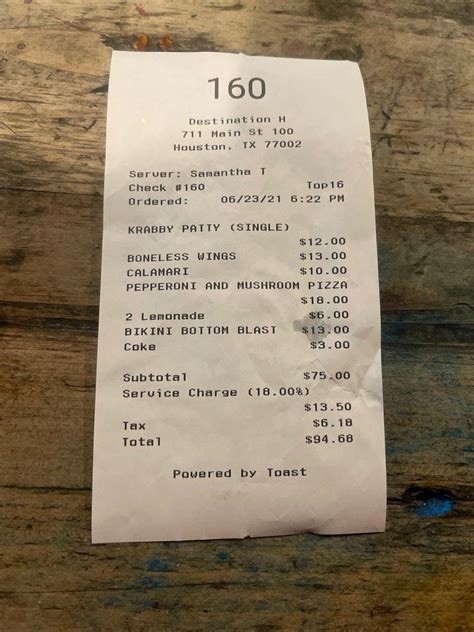 160
Destination H
711 Main St 100
Houston, TX 77002
Server: Samantha T
Check #160 Top16
Ordered: 06/23/21 6:22 PM
KRABBY PATTY (SINGLE)
$12.00
BONELESS WINGS $13.00
CALAMARI $10.00
PEPPERONI AND MUSHROOM PIZZA
$18.00
2 Lemonade $6.00
BIKINI BOTTOM BLAST $13.00
Coke $3.00
Subtotal $75.00
Service Charge (18.00%)
$13.50
Tax $6.18
Total $94.68
Powered by Toast